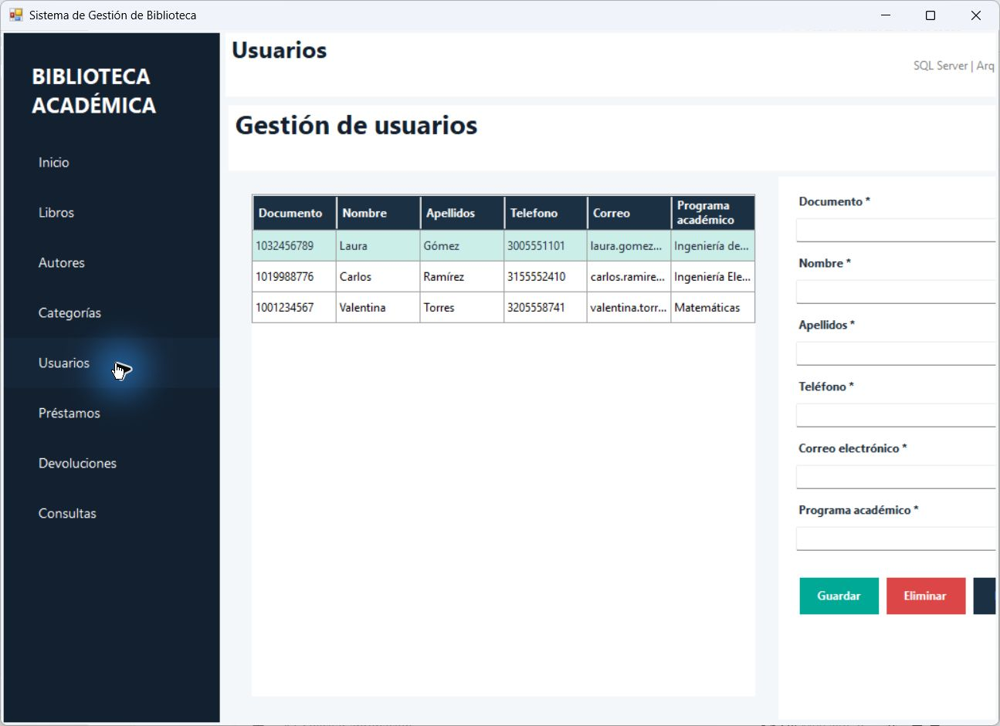 Sistema de Gestión de Biblioteca
BIBLIOTECA
ACADÉMICA
Inicio
Libros
Autores
Categorías
Usuarios
Préstamos
Devoluciones
Consultas
Usuarios
SQL Server | Arq
Gestión de usuarios
Documento Nombre Apellidos Telefono Correo Programa académico
1032456789 Laura Gómez 3005551101 laura.gomez... Ingeniería de...
1019988776 Carlos Ramírez 3155552410 carlos.ramire... Ingeniería Ele...
1001234567 Valentina Torres 3205558741 valentina.torr... Matemáticas
Documento *
Nombre *
Apellidos *
Teléfono *
Correo electrónico *
Programa académico *
Guardar Eliminar